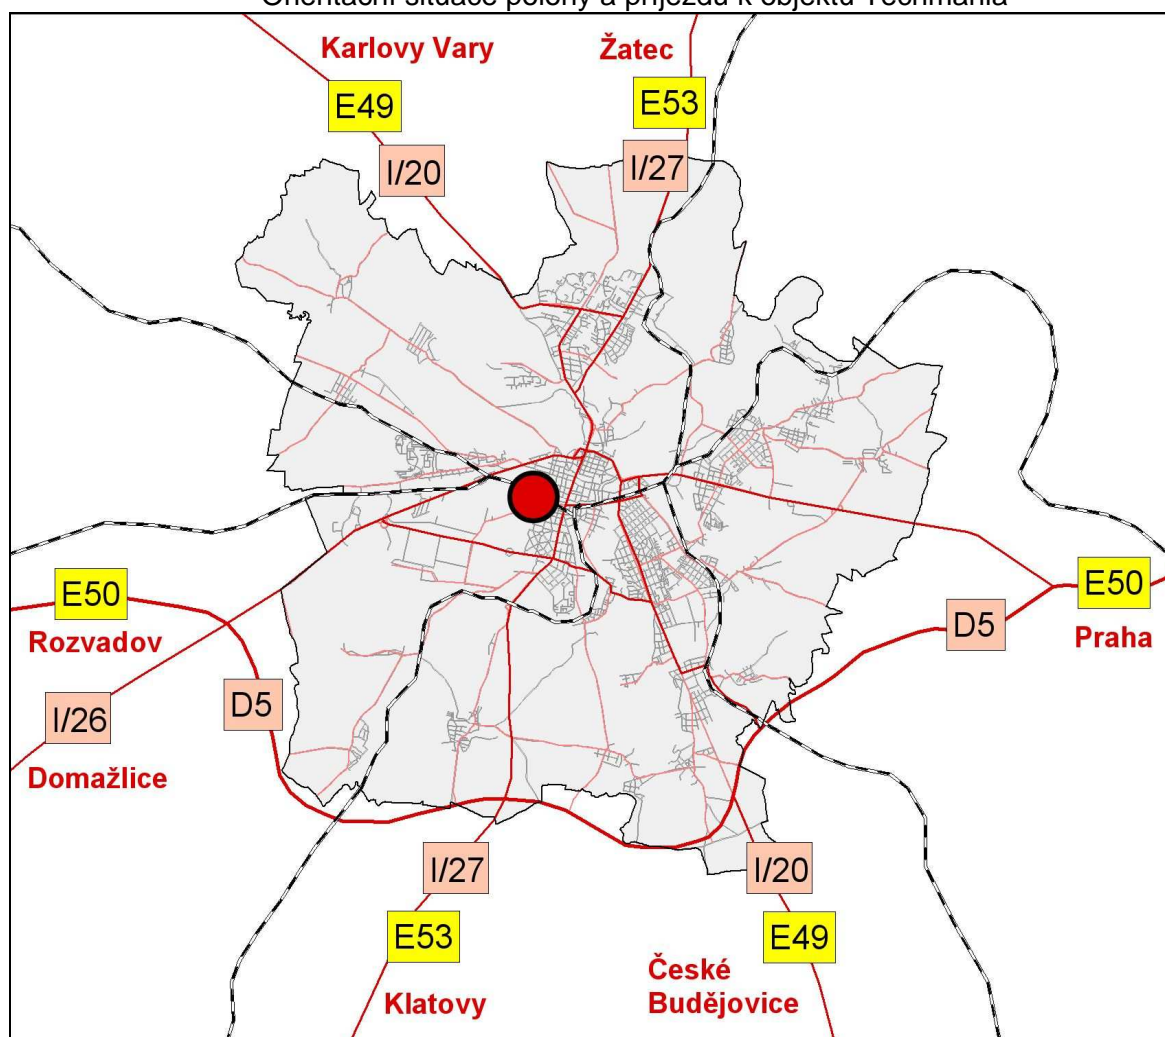 Orientační situace polohy a příjezdu k objektu Techmania
Karlovy Vary
Žatec
E49
E53
I/20
I/27
E50
Rozvadov
D5
E50
Praha
D5
I/26
Domažlice
I/27
I/20
E53
E49
Klatovy
České
Budějovice